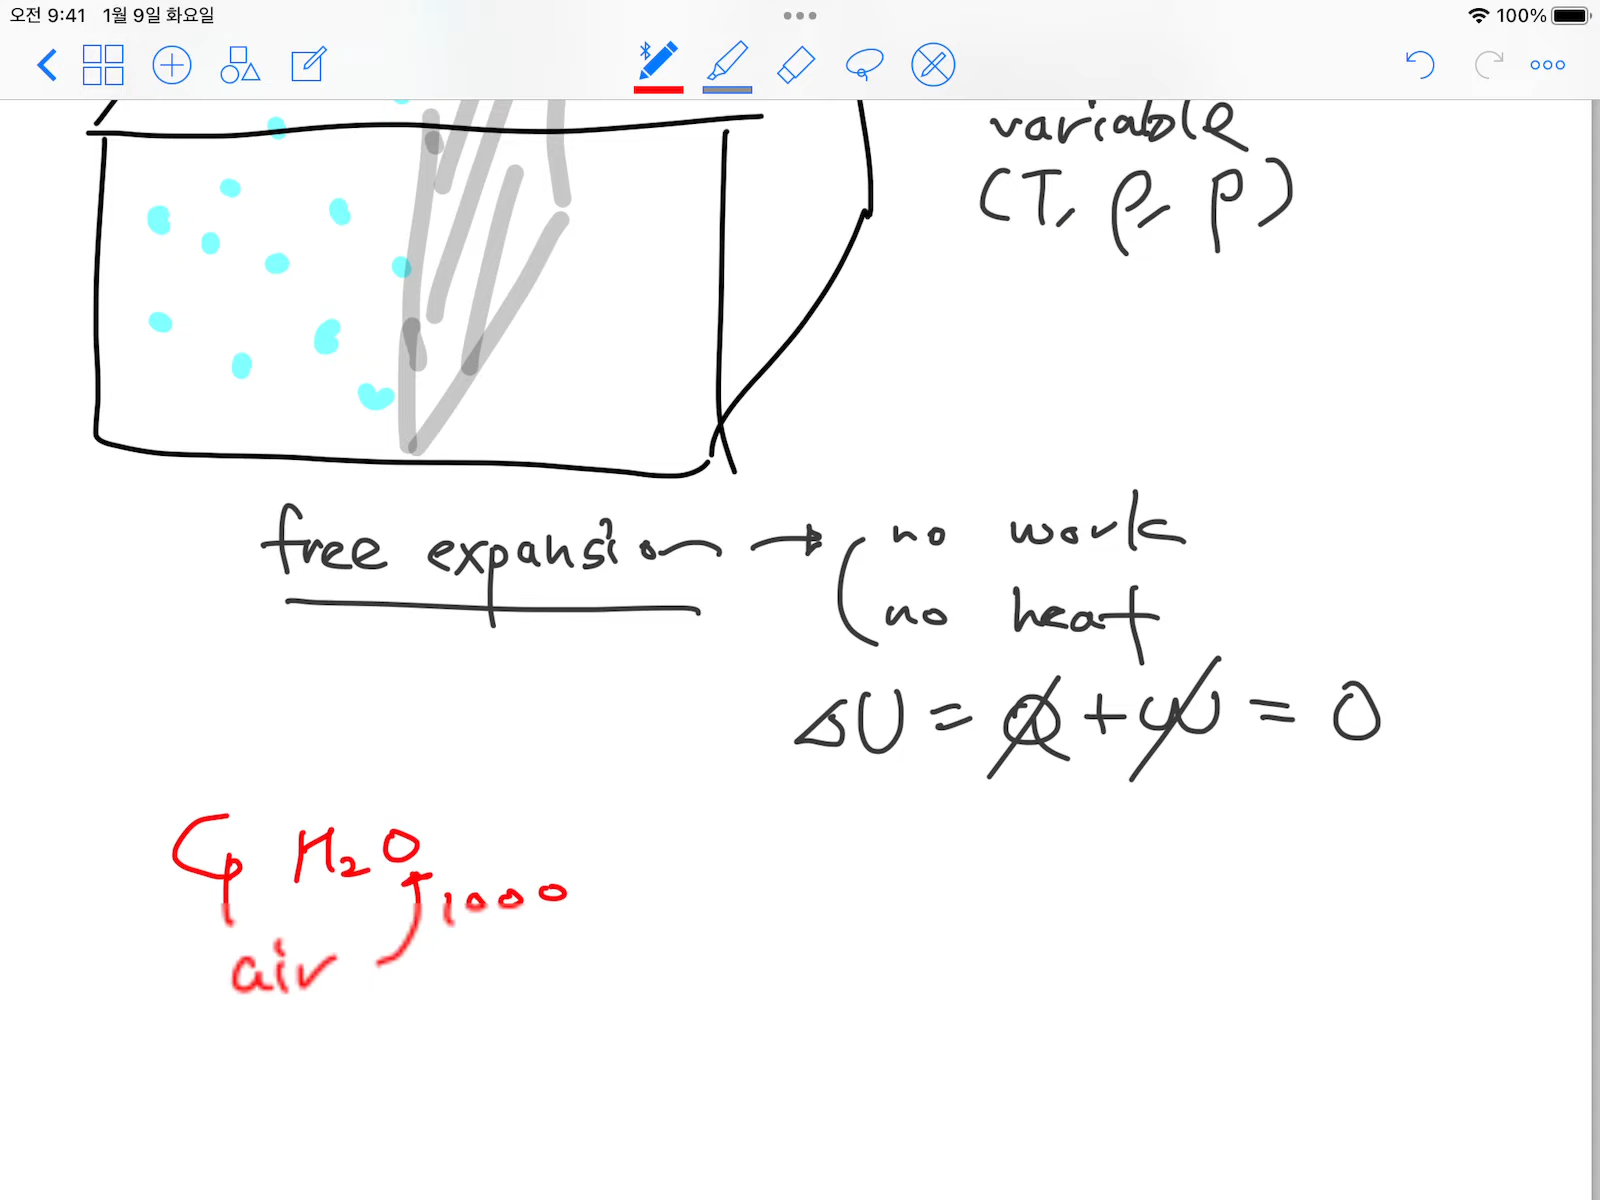 오전 9:41 1월 9일 화요일
100%
variable
(T, ρ, p)
free expansion → no work
no heat
ΔU = Q + W = 0
Cp H₂O
1000
air